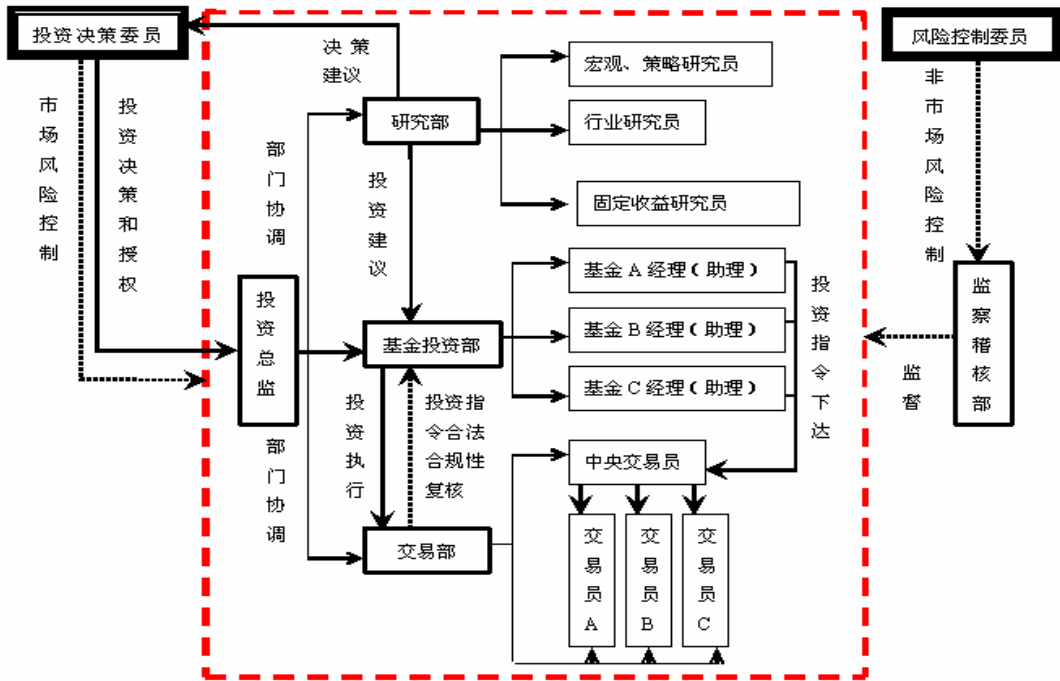 投资决策委员
风险控制委员
决策
建议
宏观、策略研究员
研究部
行业研究员
固定收益研究员
市场风险控制
投资决策和授权
部门协调
投资建议
非市场风险控制
投资总监
基金投资部
基金A经理（助理）
基金B经理（助理）
基金C经理（助理）
投资指令下达
监察稽核部
监督
部门协调
投资执行
投资指
令合法
合规性
复核
中央交易员
交易部
交易员A
交易员B
交易员C